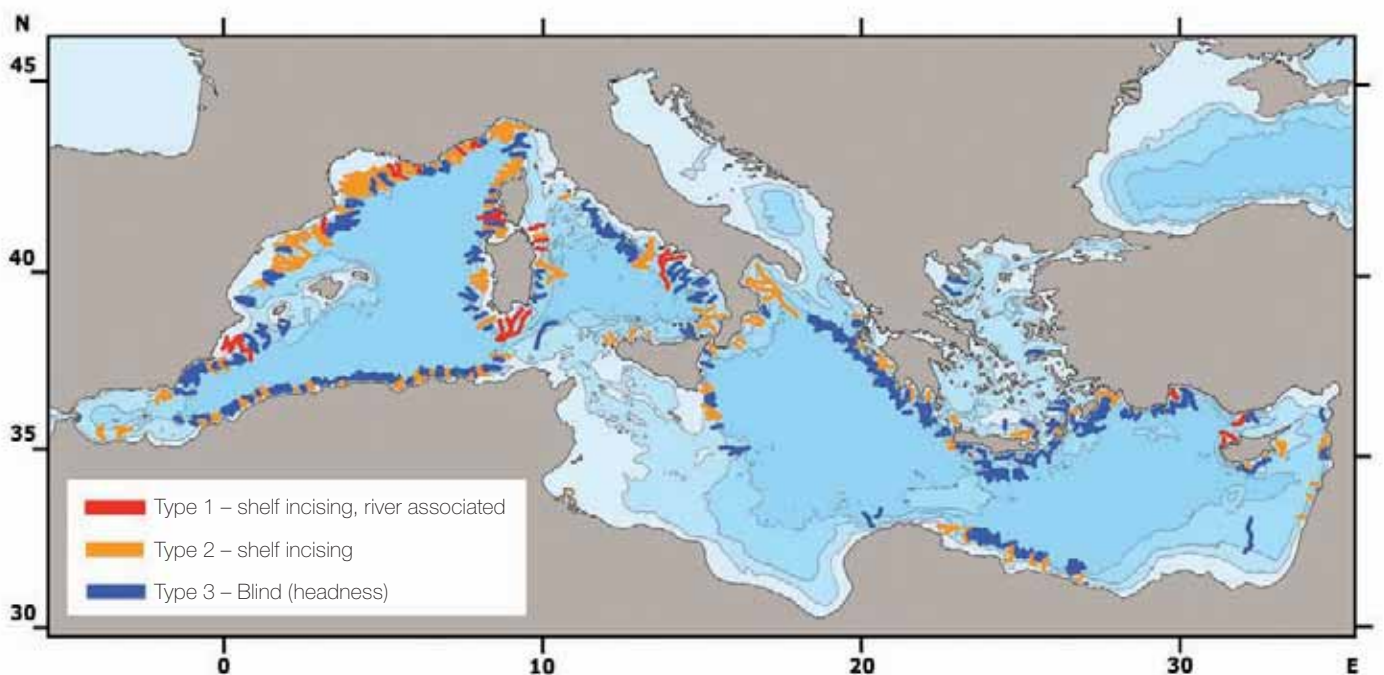 N
45
40
35
30
Type 1 – shelf incising, river associated
Type 2 – shelf incising
Type 3 – Blind (headness)
0 10 20 30 E